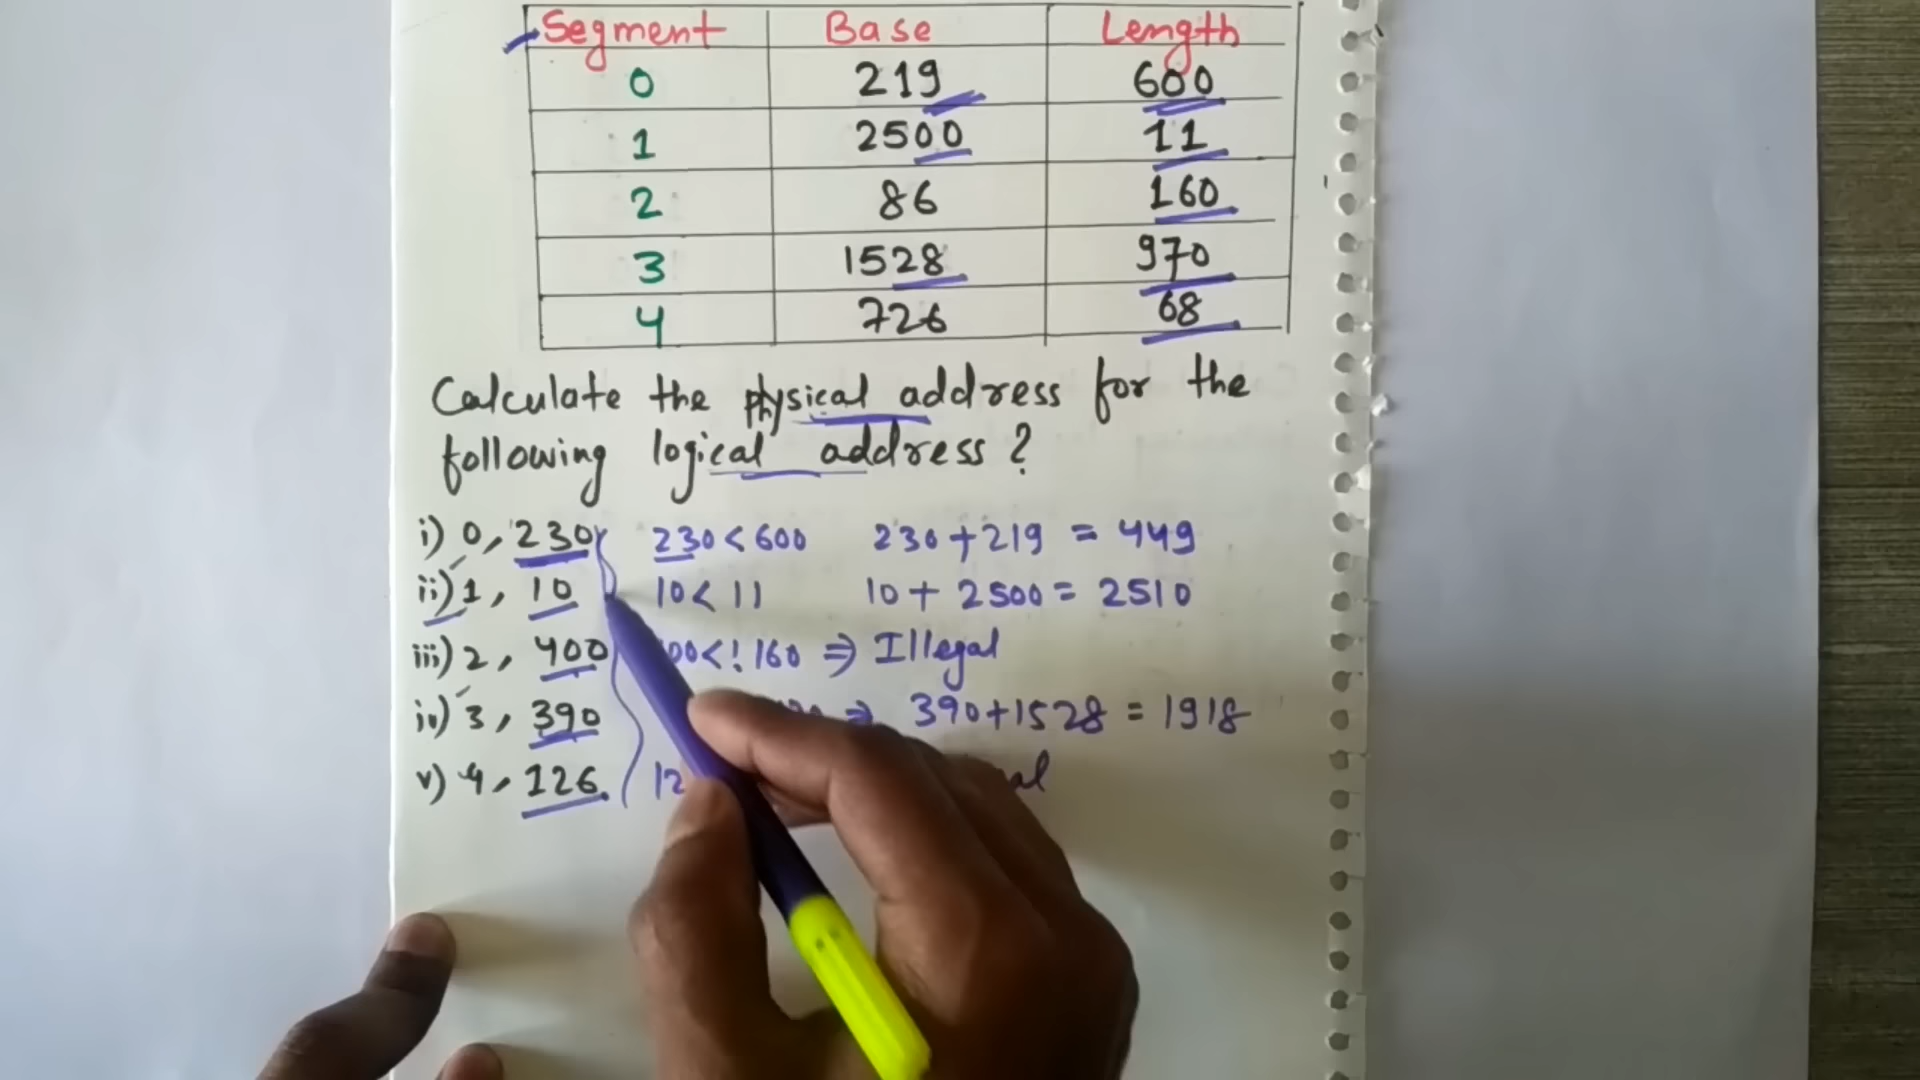 Segment Base Length
0 219 600
1 2500 11
2 86 160
3 1528 970
4 726 68
Calculate the physical address for the
following logical address?
i) 0, 230 230<600 230+219 = 449
ii) 1, 10 10< 11 10+ 2500= 2510
iii) 2, 400 00<! 160 ⇒ Illegal
iv) 3, 390 ⇒ 390+1528 = 1918
v) 4, 126 12 al